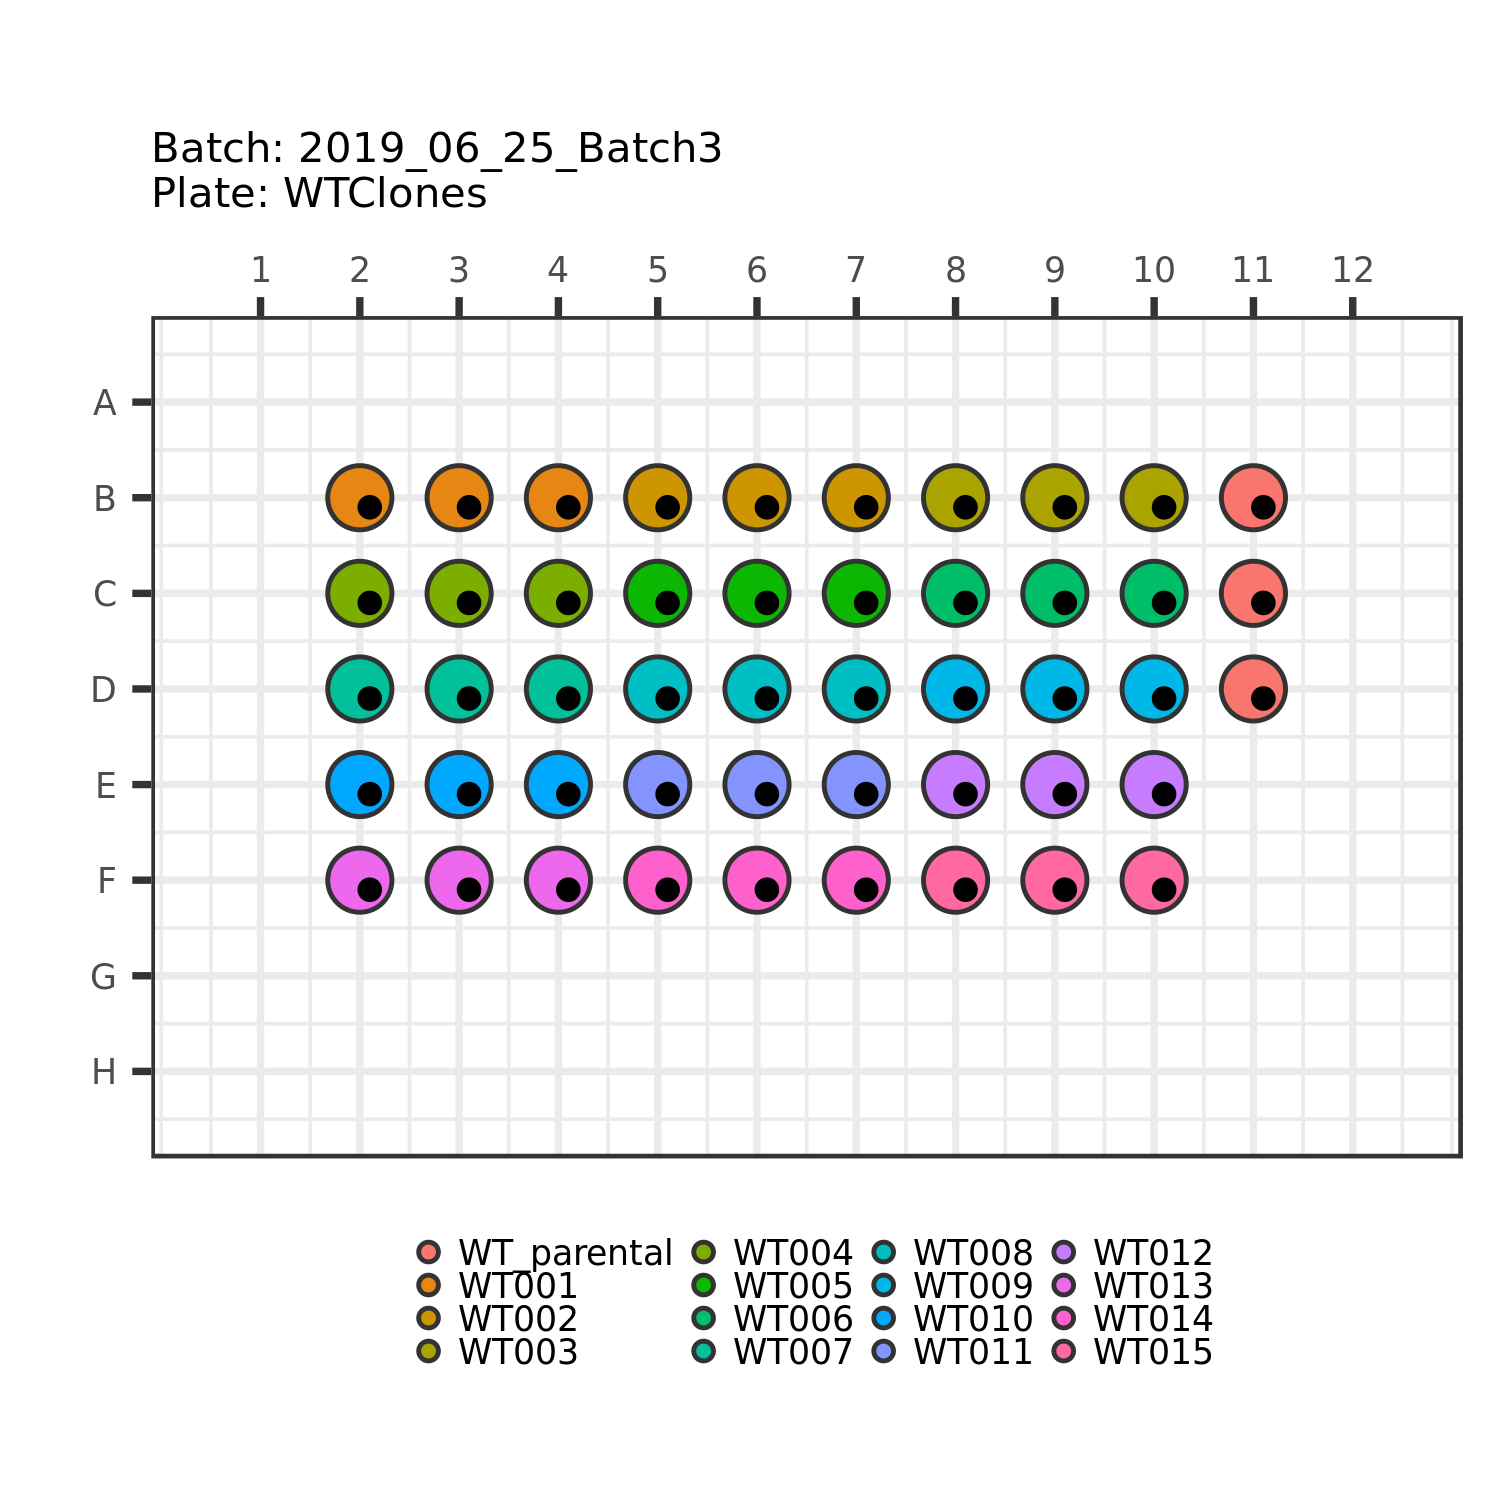 Batch: 2019_06_25_Batch3
Plate: WTClones
1 2 3 4 5 6 7 8 9 10 11 12
A
B
C
D
E
F
G
H
WT_parental WT004 WT008 WT012
WT001 WT005 WT009 WT013
WT002 WT006 WT010 WT014
WT003 WT007 WT011 WT015